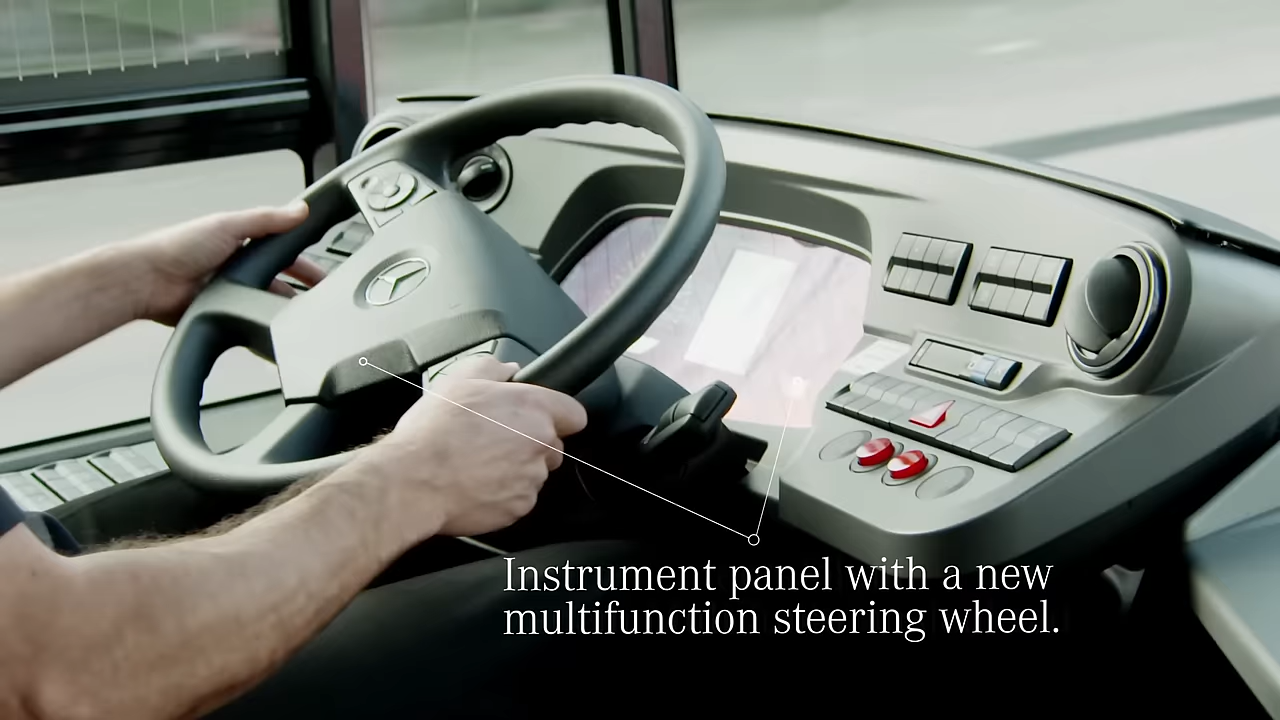 Instrument panel with a new
multifunction steering wheel.